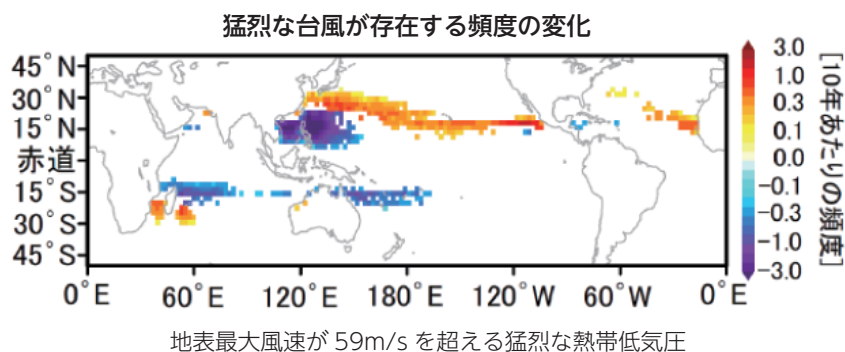 猛烈な台風が存在する頻度の変化
45°N
30°N
15°N
赤道
15°S
30°S
45°S
0°E 60°E 120°E 180°E 120°W 60°W 0°E
3.0
1.0
0.3
0.1
0.0
−0.1
−0.3
−1.0
−3.0
[10年あたりの頻度]
地表最大風速が 59m/s を超える猛烈な熱帯低気圧